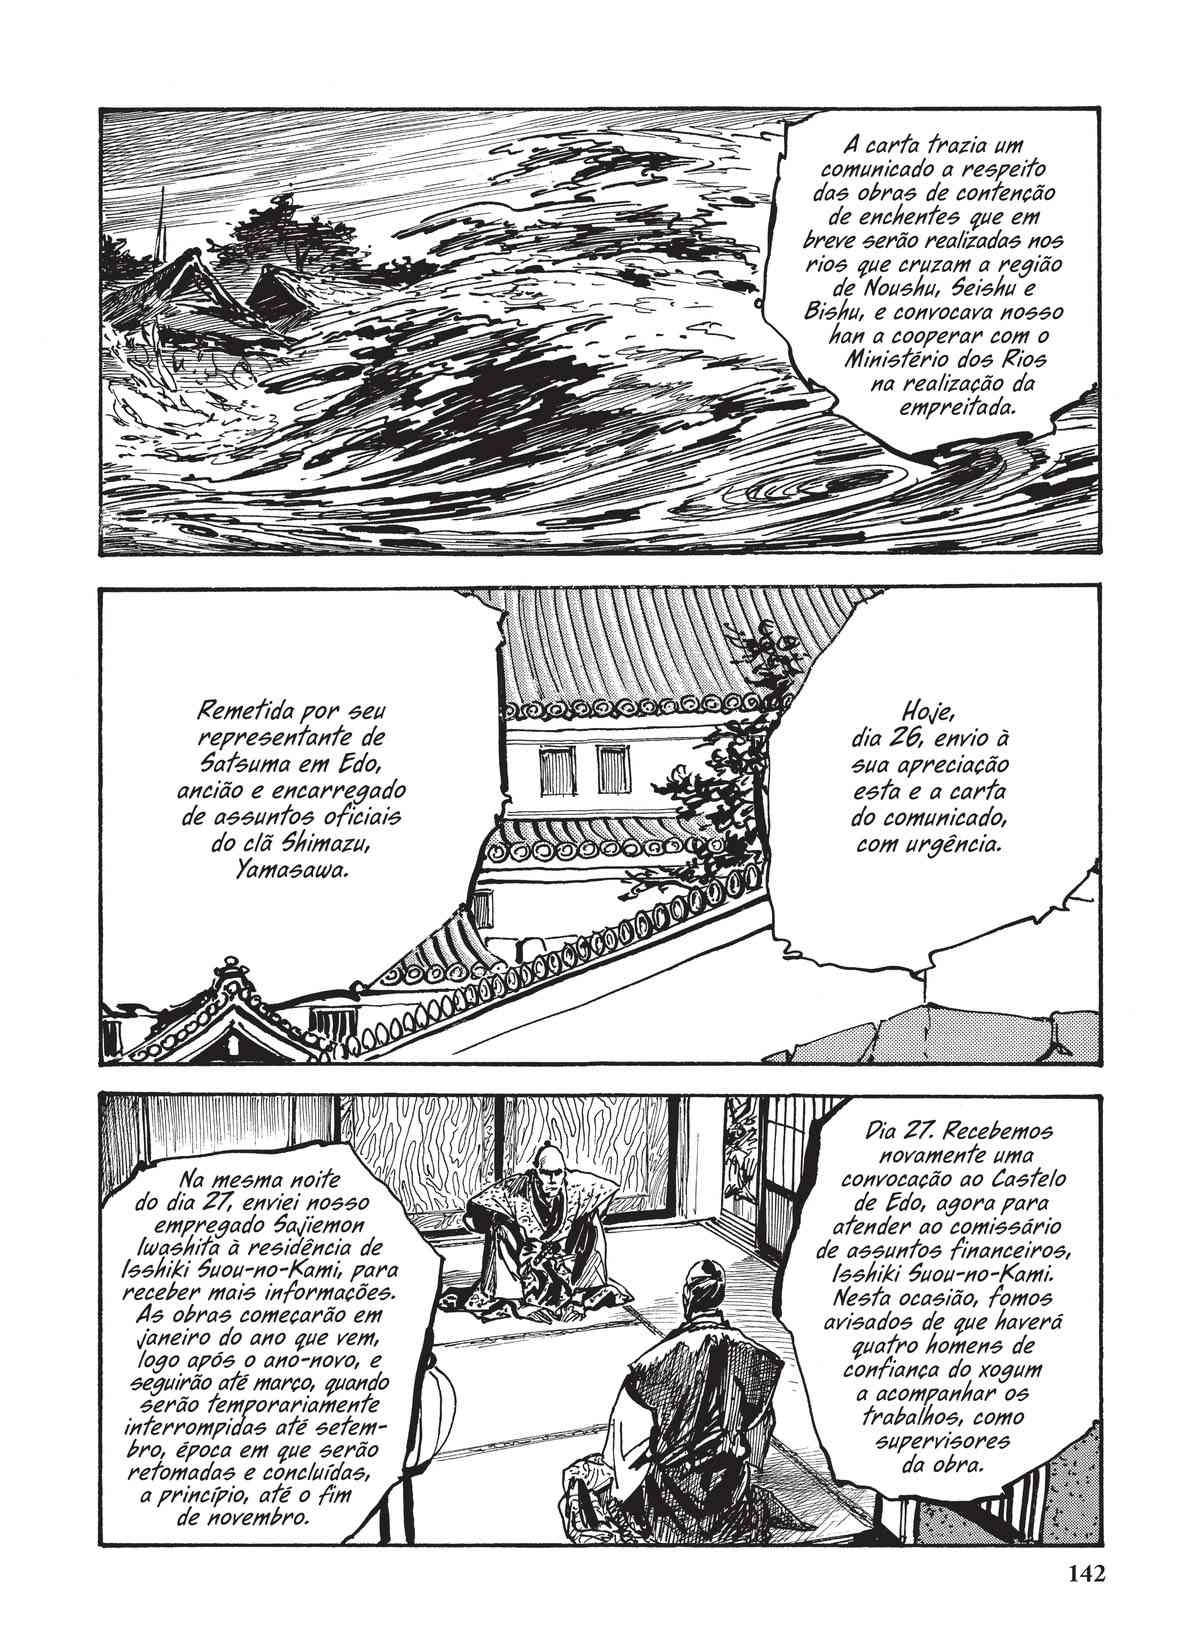 A carta trazia um
comunicado a respeito
das obras de contenção
de enchentes que em
breve serão realizadas nos
rios que cruzam a região
de Noushu, Seishu e
Bishu, e convocava nosso
han a cooperar com o
Ministério dos Rios
na realização da
empreitada.
Hoje,
dia 26, envio à
sua apreciação
esta e a carta
do comunicado,
com urgência.
Remetida por seu
representante de
Satsuma em Edo,
ancião e encarregado
de assuntos oficiais
do clã Shimazu,
Yamasawa.
Dia 27. Recebemos
novamente uma
convocação ao Castelo
de Edo, agora para
atender ao comissário
de assuntos financeiros,
Isshiki Suou-no-Kami.
Nesta ocasião, fomos
avisados de que haverá
quatro homens de
confiança do xogum
a acompanhar os
trabalhos, como
supervisores
da obra.
Na mesma noite
do dia 27, enviei nosso
empregado Sajiemon
Iwashita à residência de
Isshiki Suou-no-Kami, para
receber mais informações.
As obras começarão em
janeiro do ano que vem,
logo após o ano-novo, e
seguirão até março, quando
serão temporariamente
interrompidas até setem-
bro, época em que serão
retomadas e concluídas,
a princípio, até o fim
de novembro.
142